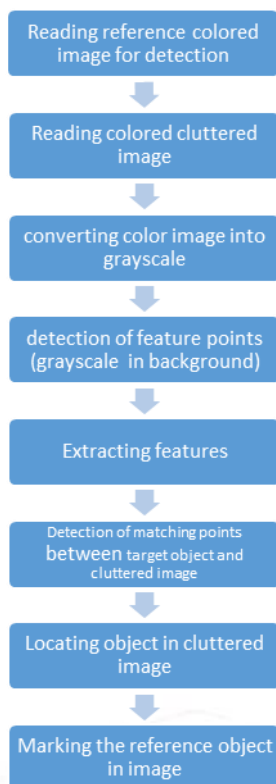 Reading reference colored
image for detection
Reading colored cluttered
image
converting color image into
grayscale
detection of feature points
(grayscale in background)
Extracting features
Detection of matching points
between target object and
cluttered image
Locating object in cluttered
image
Marking the reference object
in image